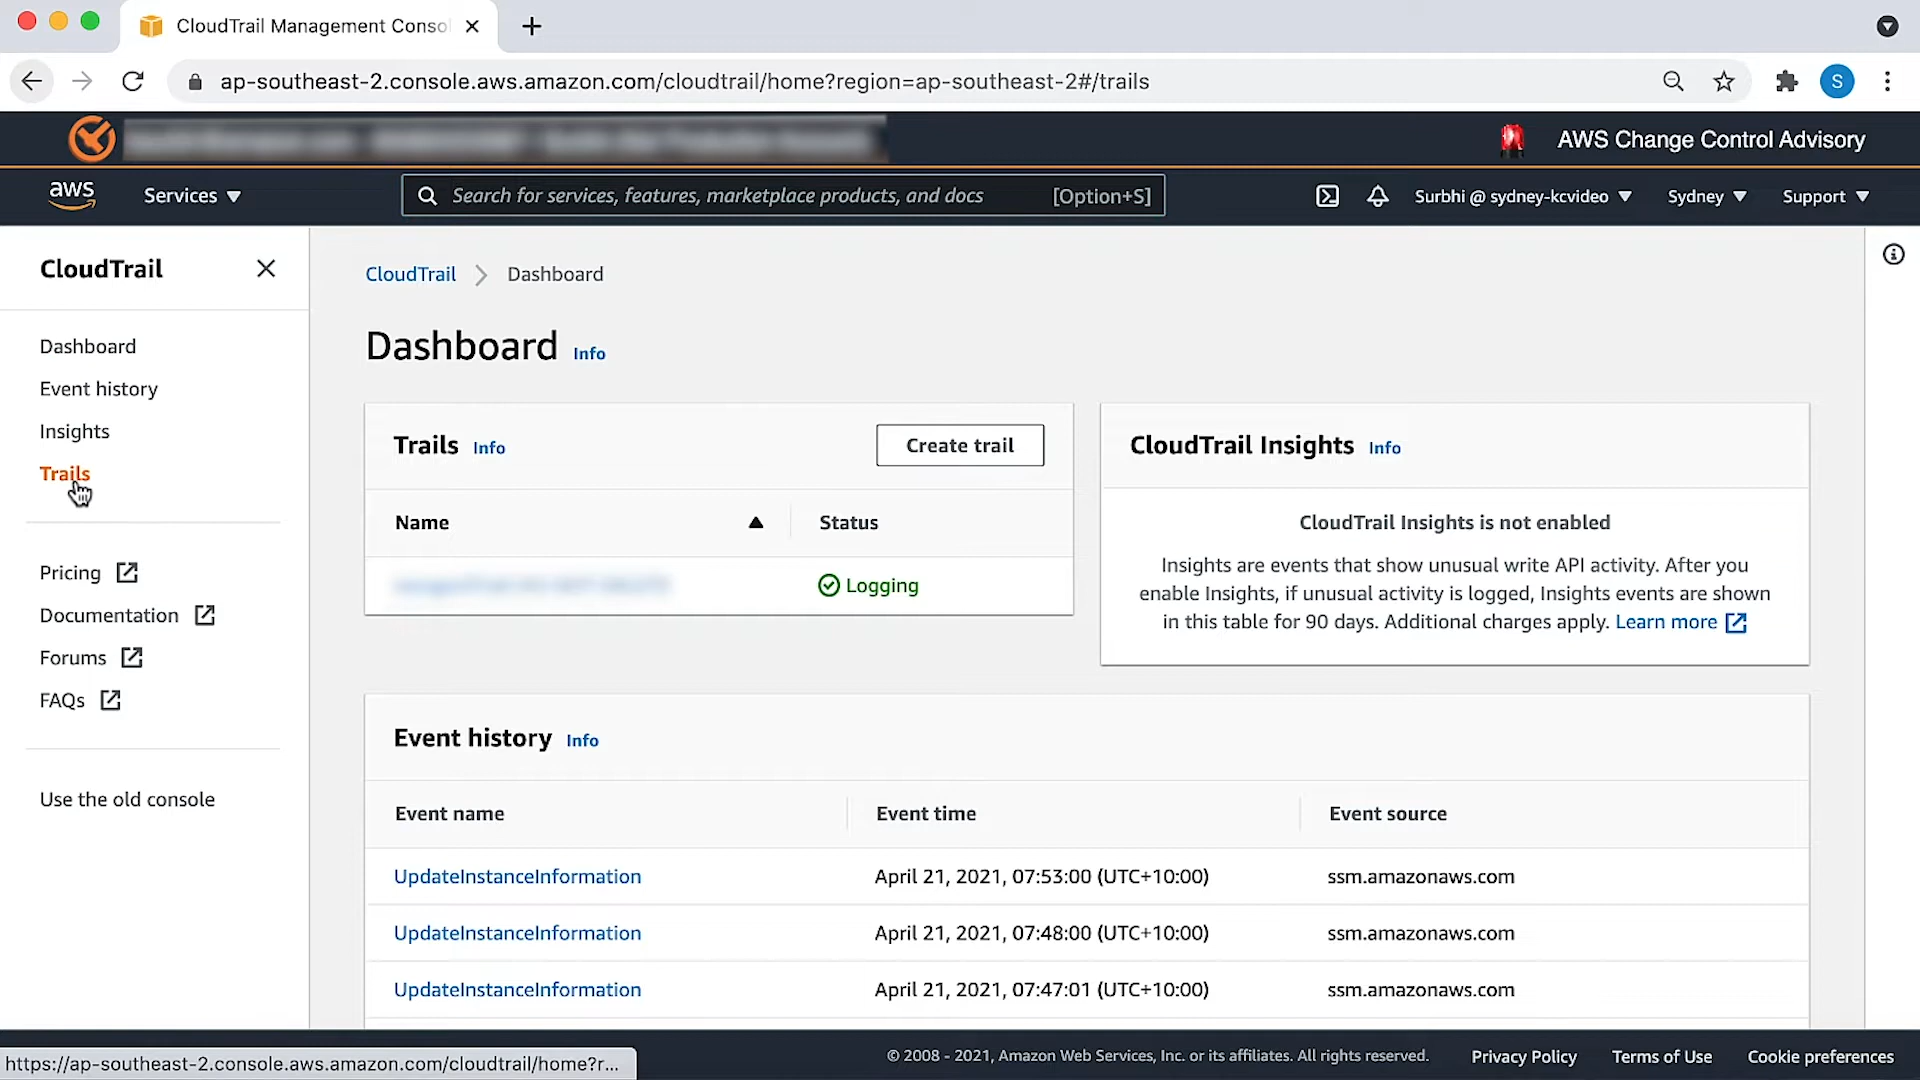 CloudTrail Management Conso
ap-southeast-2.console.aws.amazon.com/cloudtrail/home?region=ap-southeast-2#/trails
S
AWS Change Control Advisory
aws
Services
Search for services, features, marketplace products, and docs [Option+S]
Surbhi @ sydney-kcvideo
Sydney
Support
CloudTrail
Dashboard
Event history
Insights
Trails
Pricing
Documentation
Forums
FAQs
Use the old console
CloudTrail > Dashboard
Dashboard Info
Trails Info
Create trail
Name Status
Logging
CloudTrail Insights Info
CloudTrail Insights is not enabled
Insights are events that show unusual write API activity. After you
enable Insights, if unusual activity is logged, Insights events are shown
in this table for 90 days. Additional charges apply. Learn more
Event history Info
Event name Event time Event source
UpdateInstanceInformation April 21, 2021, 07:53:00 (UTC+10:00) ssm.amazonaws.com
UpdateInstanceInformation April 21, 2021, 07:48:00 (UTC+10:00) ssm.amazonaws.com
UpdateInstanceInformation April 21, 2021, 07:47:01 (UTC+10:00) ssm.amazonaws.com
https://ap-southeast-2.console.aws.amazon.com/cloudtrail/home?r...
© 2008 - 2021, Amazon Web Services, Inc. or its affiliates. All rights reserved.
Privacy Policy
Terms of Use
Cookie preferences